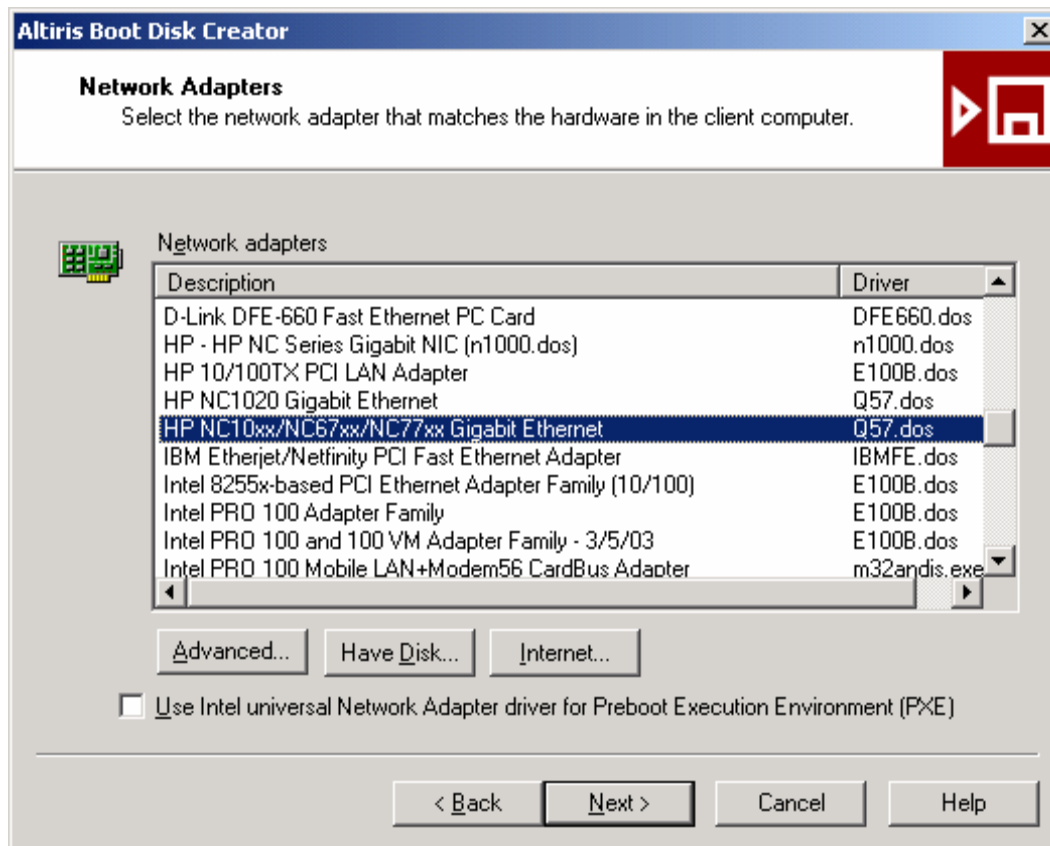 Altiris Boot Disk Creator
Network Adapters
Select the network adapter that matches the hardware in the client computer.
Network adapters
Description Driver
D-Link DFE-660 Fast Ethernet PC Card DFE660.dos
HP - HP NC Series Gigabit NIC (n1000.dos) n1000.dos
HP 10/100TX PCI LAN Adapter E100B.dos
HP NC1020 Gigabit Ethernet Q57.dos
HP NC10xx/NC67xx/NC77xx Gigabit Ethernet Q57.dos
IBM Etherjet/Netfinity PCI Fast Ethernet Adapter IBMFE.dos
Intel 8255x-based PCI Ethernet Adapter Family (10/100) E100B.dos
Intel PRO 100 Adapter Family E100B.dos
Intel PRO 100 and 100 VM Adapter Family - 3/5/03 E100B.dos
Intel PRO 100 Mobile LAN+Modem56 CardBus Adapter m32andis.exe
Advanced... Have Disk... Internet...
Use Intel universal Network Adapter driver for Preboot Execution Environment (PXE)
< Back Next > Cancel Help